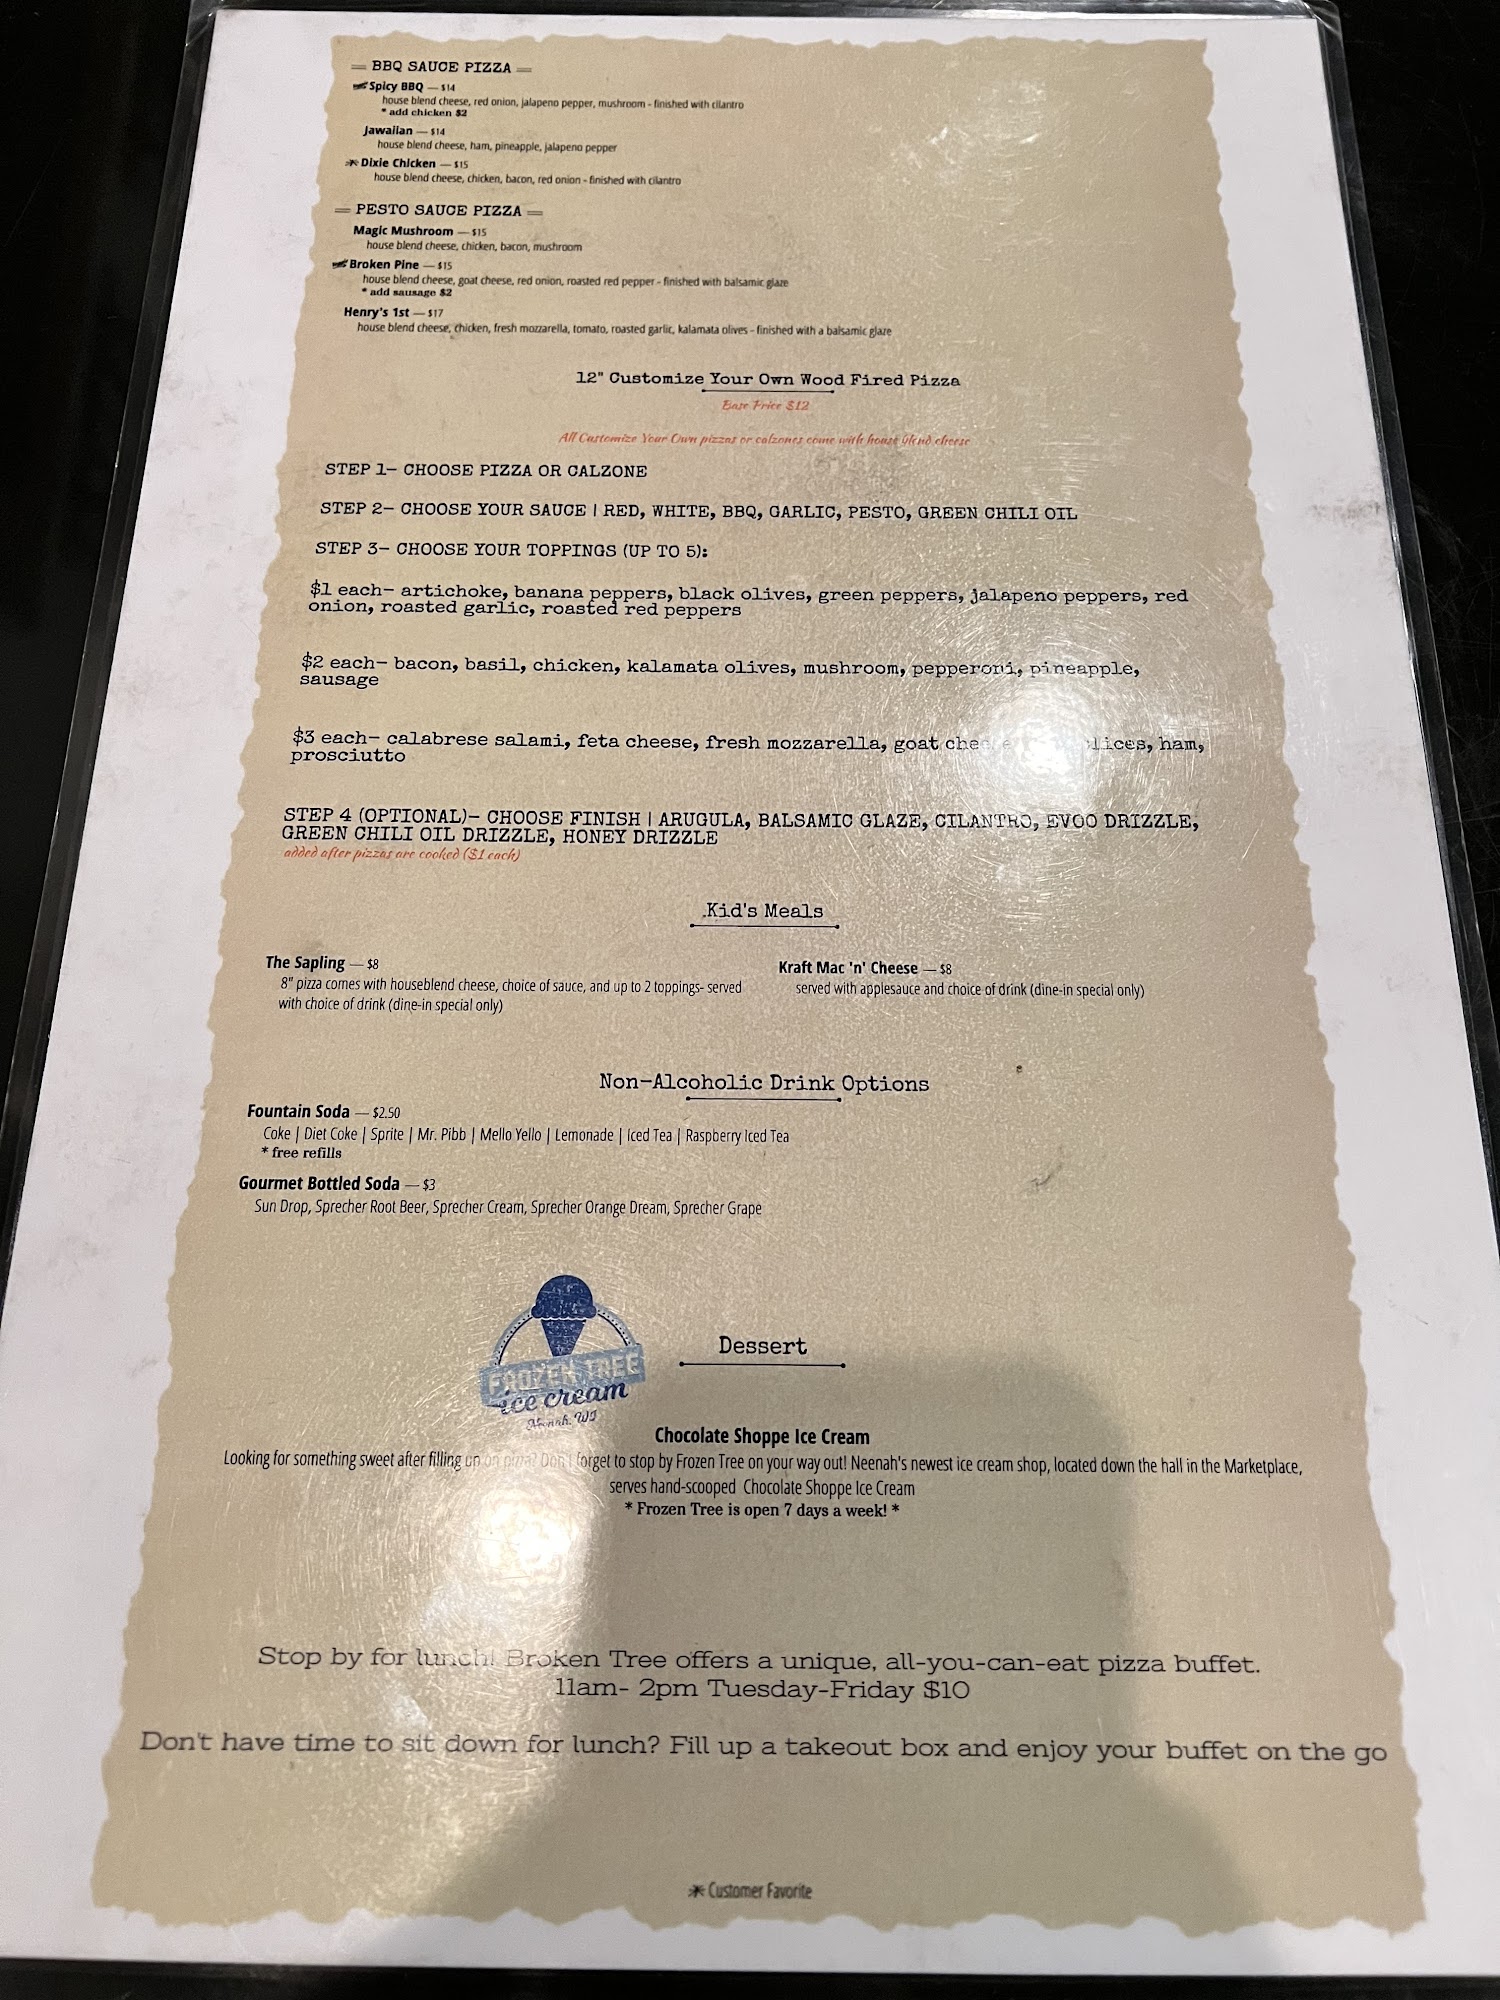 BBQ SAUCE PIZZA
Spicy BBQ — $14
house blend cheese, red onion, jalapeno pepper, mushroom - finished with cilantro
* add chicken $2
Jawaiian — $14
house blend cheese, ham, pineapple, jalapeno pepper
Dixie Chicken — $15
house blend cheese, chicken, bacon, red onion - finished with cilantro
PESTO SAUCE PIZZA
Magic Mushroom — $15
house blend cheese, chicken, bacon, mushroom
Broken Pine — $15
house blend cheese, goat cheese, red onion, roasted red pepper - finished with balsamic glaze
* add sausage $2
Henry's 1st — $17
house blend cheese, chicken, fresh mozzarella, tomato, roasted garlic, kalamata olives - finished with a balsamic glaze
12" Customize Your Own Wood Fired Pizza
Base Price $12
All Customize Your Own pizzas or calzones come with house blend cheese
STEP 1- CHOOSE PIZZA OR CALZONE
STEP 2- CHOOSE YOUR SAUCE | RED, WHITE, BBQ, GARLIC, PESTO, GREEN CHILI OIL
STEP 3- CHOOSE YOUR TOPPINGS (UP TO 5):
$1 each- artichoke, banana peppers, black olives, green peppers, jalapeno peppers, red
onion, roasted garlic, roasted red peppers
$2 each- bacon, basil, chicken, kalamata olives, mushroom, pepperoni, pineapple,
sausage
$3 each- calabrese salami, feta cheese, fresh mozzarella, goat ham,
prosciutto
STEP 4 (OPTIONAL)- CHOOSE FINISH | ARUGULA, BALSAMIC GLAZE, CILANTRO, EVOO DRIZZLE,
GREEN CHILI OIL DRIZZLE, HONEY DRIZZLE
added after pizzas are cooked ($1 each)
Kid's Meals
The Sapling — $8
8" pizza comes with houseblend cheese, choice of sauce, and up to 2 toppings- served
with choice of drink (dine-in special only)
Kraft Mac 'n' Cheese — $8
served with applesauce and choice of drink (dine-in special only)
Non-Alcoholic Drink Options
Fountain Soda — $2.50
Coke | Diet Coke | Sprite | Mr. Pibb | Mello Yello | Lemonade | Iced Tea | Raspberry Iced Tea
* free refills
Gourmet Bottled Soda — $3
Sun Drop, Sprecher Root Beer, Sprecher Cream, Sprecher Orange Dream, Sprecher Grape
FROZEN TREE
ice cream
Neenah, WI
Dessert
Chocolate Shoppe Ice Cream
Looking for something sweet after filling up on pizza? Don't forget to stop by Frozen Tree on your way out! Neenah's newest ice cream shop, located down the hall in the Marketplace,
serves hand-scooped Chocolate Shoppe Ice Cream
* Frozen Tree is open 7 days a week! *
Stop by for lunch! Broken Tree offers a unique, all-you-can-eat pizza buffet.
11am- 2pm Tuesday-Friday $10
Don't have time to sit down for lunch? Fill up a takeout box and enjoy your buffet on the go
Customer Favorite